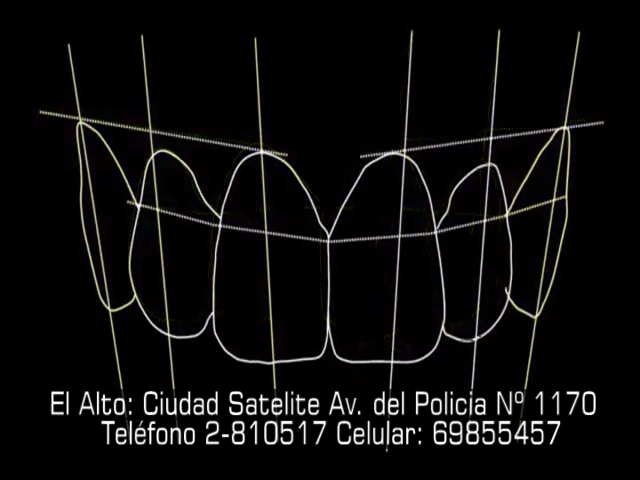 El Alto: Ciudad Satelite Av. del Policia Nº 1170
Teléfono 2-810517 Celular: 69855457